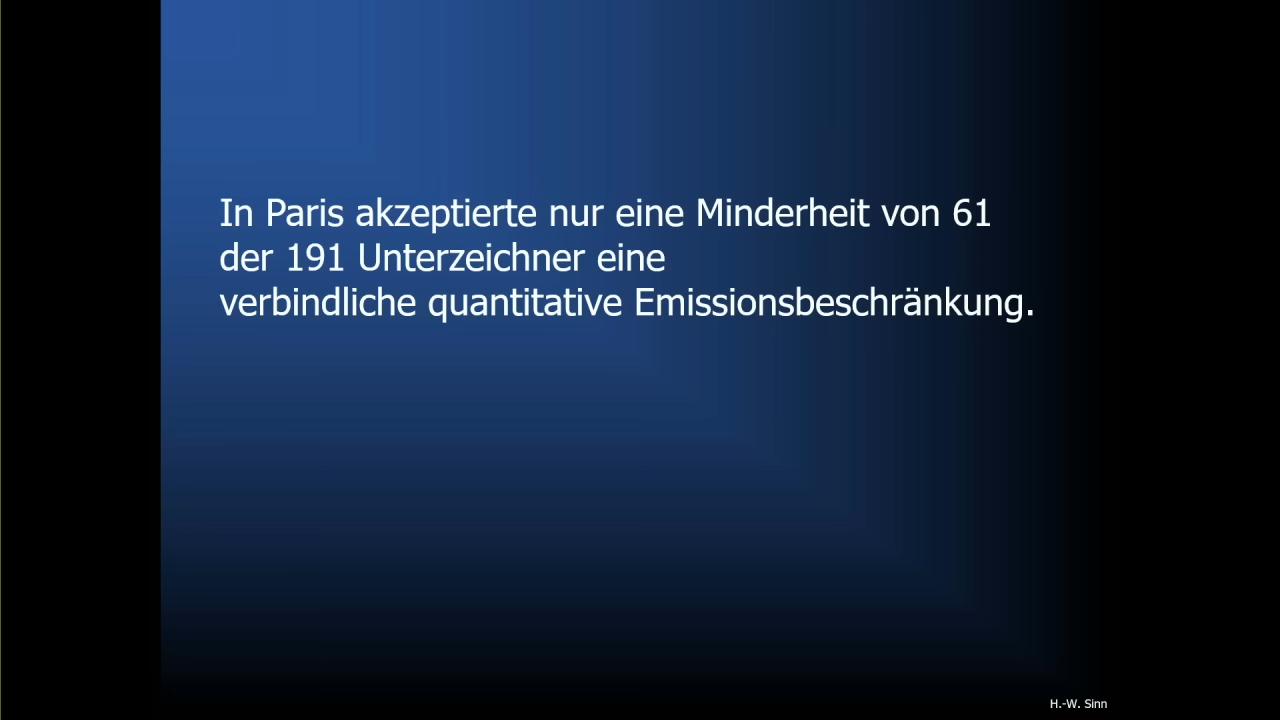 In Paris akzeptierte nur eine Minderheit von 61
der 191 Unterzeichner eine
verbindliche quantitative Emissionsbeschränkung.
H.-W. Sinn